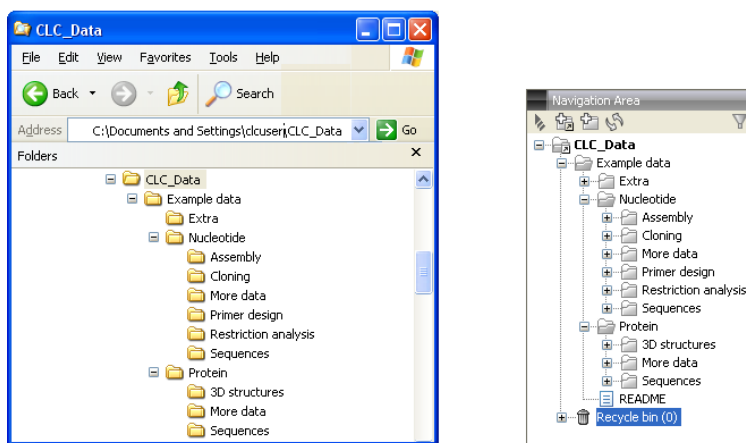 CLC_Data
File Edit View Favorites Tools Help
Back Search
Address C:\Documents and Settings\clcuser\CLC_Data Go
Folders
CLC_Data
Example data
Extra
Nucleotide
Assembly
Cloning
More data
Primer design
Restriction analysis
Sequences
Protein
3D structures
More data
Sequences
Navigation Area
CLC_Data
Example data
Extra
Nucleotide
Assembly
Cloning
More data
Primer design
Restriction analysis
Sequences
Protein
3D structures
More data
Sequences
README
Recycle bin (0)